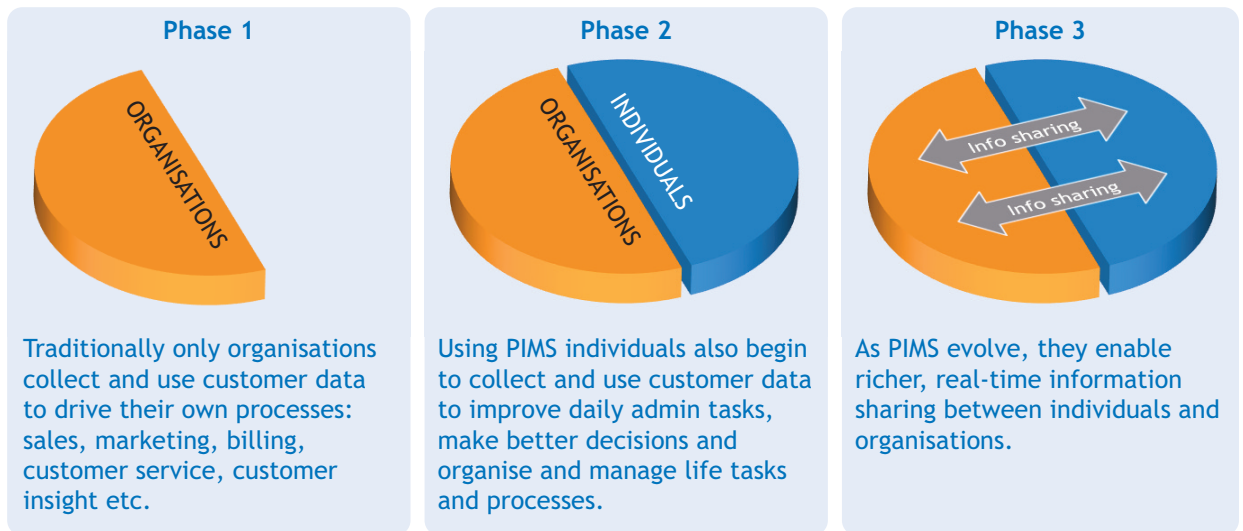 Phase 1
ORGANISATIONS
Traditionally only organisations
collect and use customer data
to drive their own processes:
sales, marketing, billing,
customer service, customer
insight etc.
Phase 2
ORGANISATIONS
INDIVIDUALS
Using PIMS individuals also begin
to collect and use customer data
to improve daily admin tasks,
make better decisions and
organise and manage life tasks
and processes.
Phase 3
Info sharing
Info sharing
As PIMS evolve, they enable
richer, real-time information
sharing between individuals and
organisations.